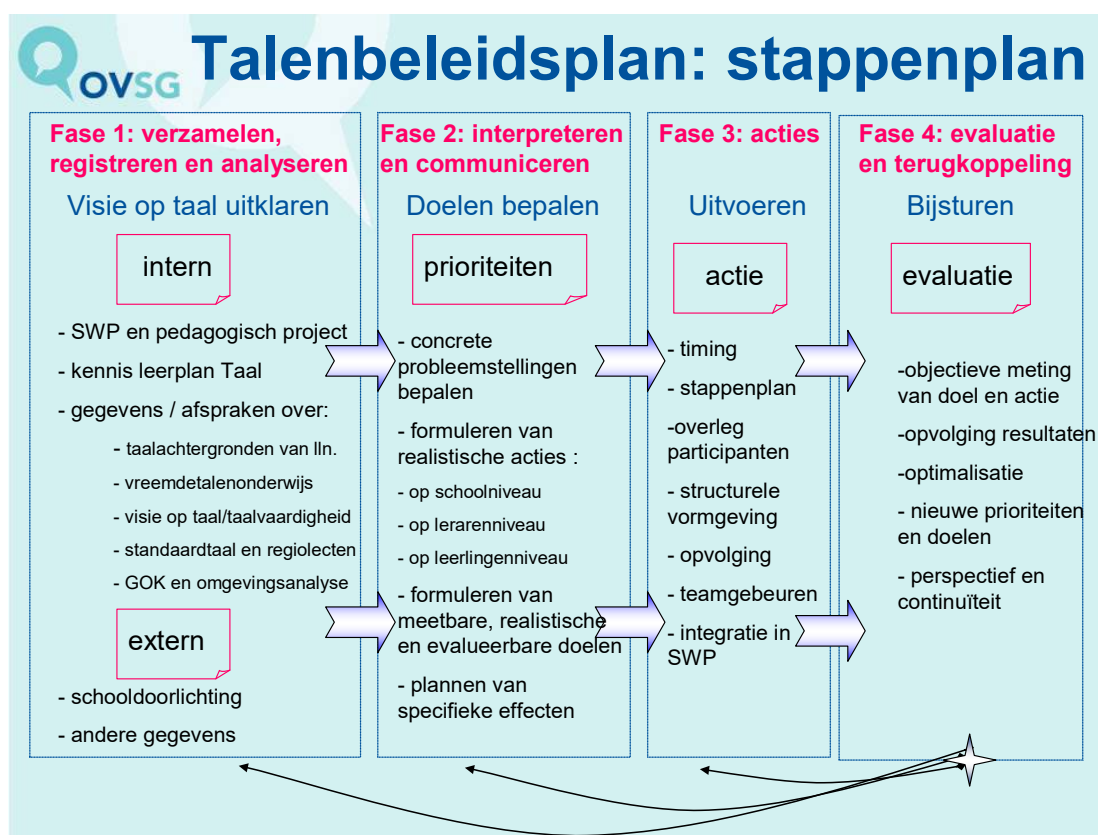 OVSG
Talenbeleidsplan: stappenplan
Fase 1: verzamelen,
registreren en analyseren
Visie op taal uitklaren
intern
- SWP en pedagogisch project
- kennis leerplan Taal
- gegevens / afspraken over:
- taalachtergronden van lln.
- vreemdetalenonderwijs
- visie op taal/taalvaardigheid
- standaardtaal en regiolecten
- GOK en omgevingsanalyse
extern
- schooldoorlichting
- andere gegevens
Fase 2: interpreteren
en communiceren
Doelen bepalen
prioriteiten
- concrete
probleemstellingen
bepalen
- formuleren van
realistische acties :
- op schoolniveau
- op lerarenniveau
- op leerlingenniveau
- formuleren van
meetbare, realistische
en evalueerbare doelen
- plannen van
specifieke effecten
Fase 3: acties
Uitvoeren
actie
- timing
- stappenplan
-overleg
participanten
- structurele
vormgeving
- opvolging
- teamgebeuren
- integratie in
SWP
Fase 4: evaluatie
en terugkoppeling
Bijsturen
evaluatie
-objectieve meting
van doel en actie
-opvolging resultaten
-optimalisatie
- nieuwe prioriteiten
en doelen
- perspectief en
continuïteit